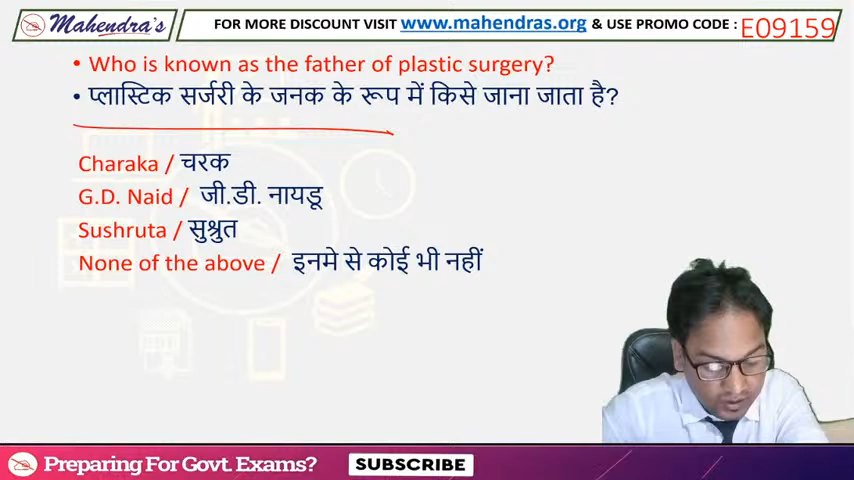 Mahendra's
FOR MORE DISCOUNT VISIT www.mahendras.org & USE PROMO CODE : E09159
• Who is known as the father of plastic surgery?
• प्लास्टिक सर्जरी के जनक के रूप में किसे जाना जाता है?
Charaka / चरक
G.D. Naid / जी.डी. नायडू
Sushruta / सुश्रुत
None of the above / इनमे से कोई भी नहीं
Preparing For Govt. Exams? SUBSCRIBE